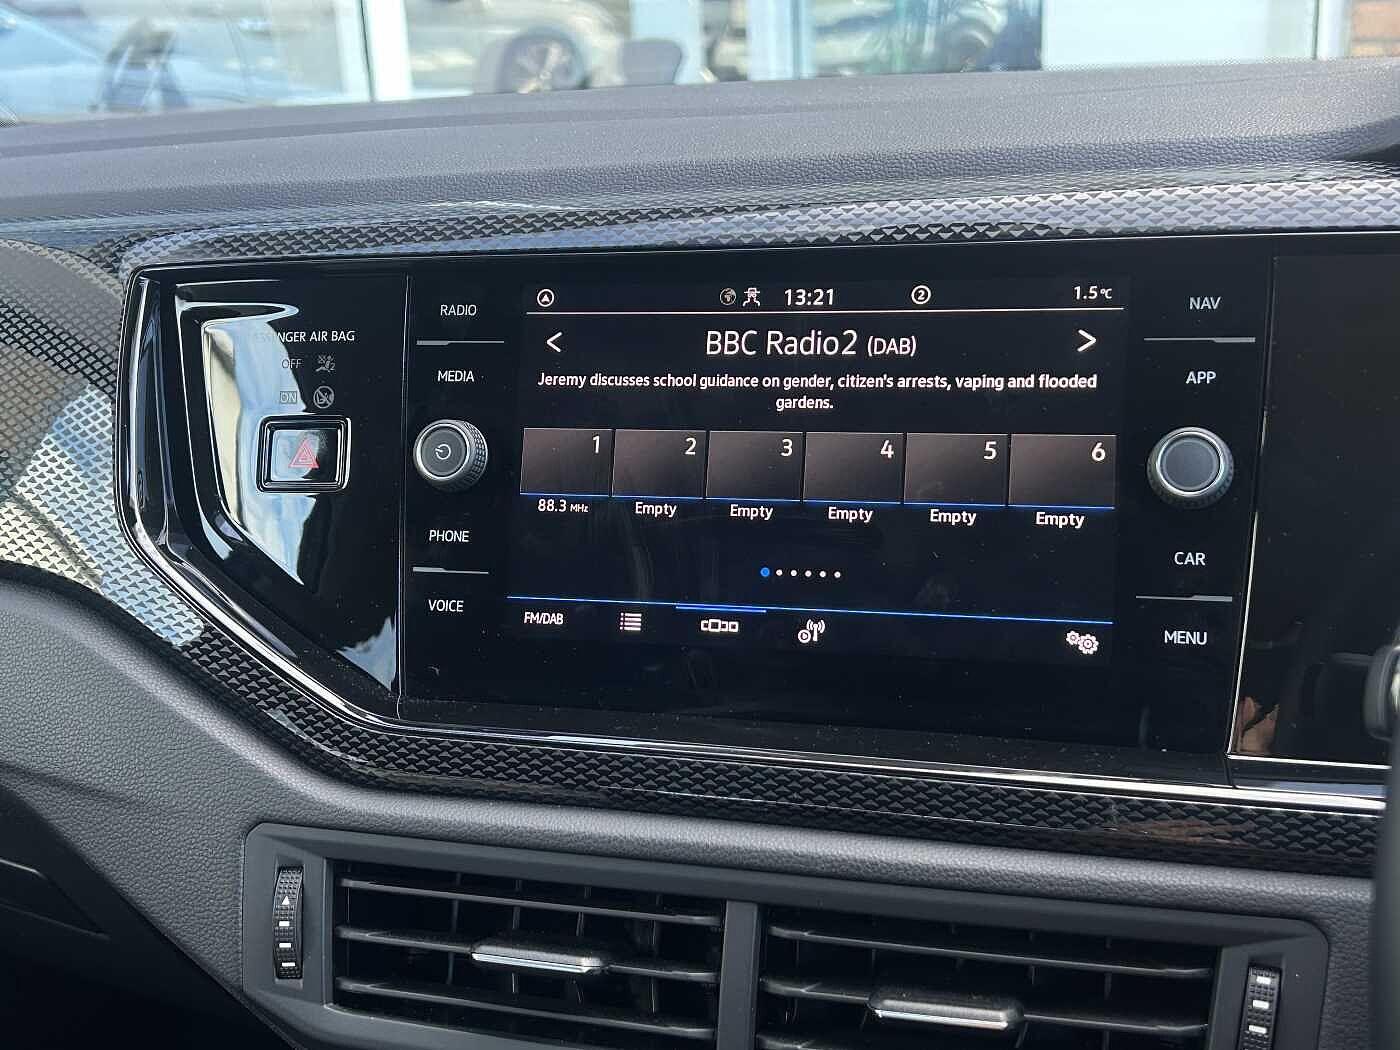 RADIO
MEDIA
PHONE
VOICE
NGER AIR BAG
OFF
ON
13:21
2
1.5°C
NAV
APP
CAR
MENU
< BBC Radio2 (DAB) >
Jeremy discusses school guidance on gender, citizen's arrests, vaping and flooded
gardens.
1 2 3 4 5 6
88.3 MHz Empty Empty Empty Empty Empty
FM/DAB